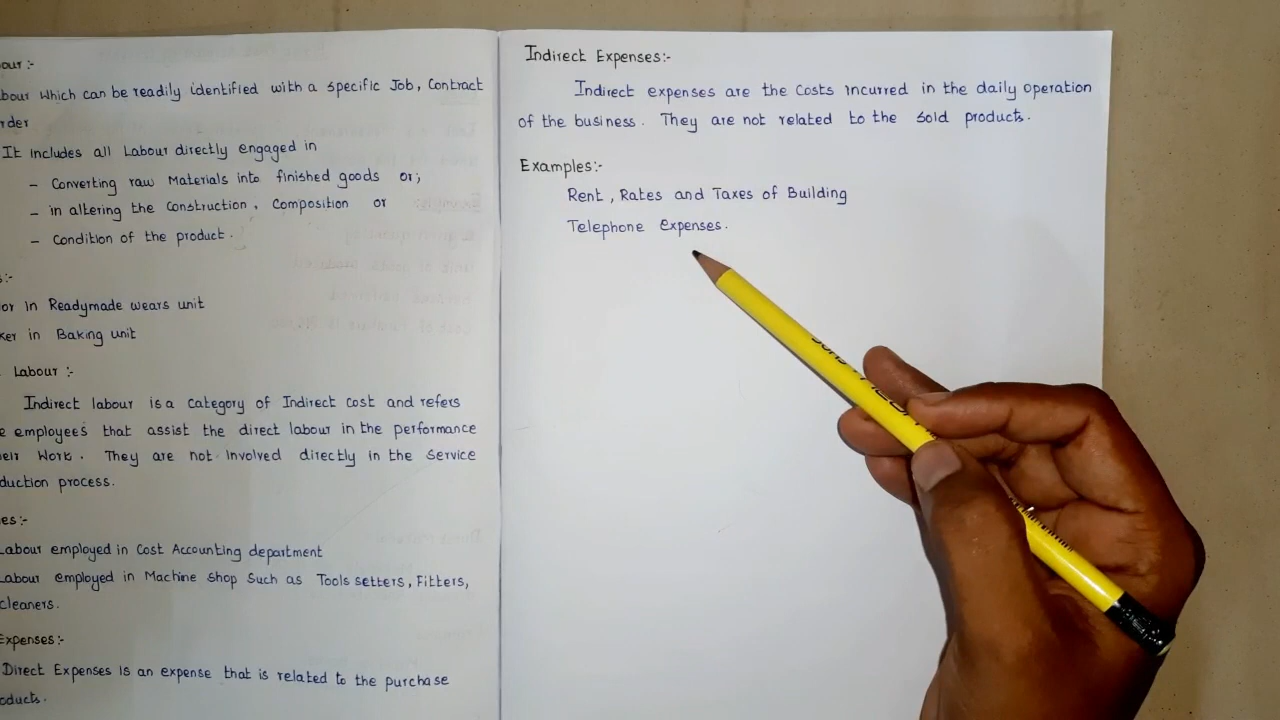 our :-
bour which can be readily identified with a specific Job, Contract
rder
It includes all Labour directly engaged in
- Converting raw Materials into finished goods or;
- in altering the Construction, Composition or
- Condition of the product.
s:-
or in Readymade wears unit
ker in Baking unit
Labour :-
Indirect labour is a category of Indirect cost and refers
e employees that assist the direct labour in the performance
eir Work. They are not involved directly in the Service
duction process.
es:-
Labour employed in Cost Accounting department
Labour employed in Machine shop Such as Tools setters, Fitters,
cleaners.
Expenses:-
Direct Expenses is an expense that is related to the purchase
oducts.
Indirect Expenses:-
Indirect expenses are the Costs incurred in the daily operation
of the business. They are not related to the sold products.
Examples:-
Rent, Rates and Taxes of Building
Telephone Expenses.